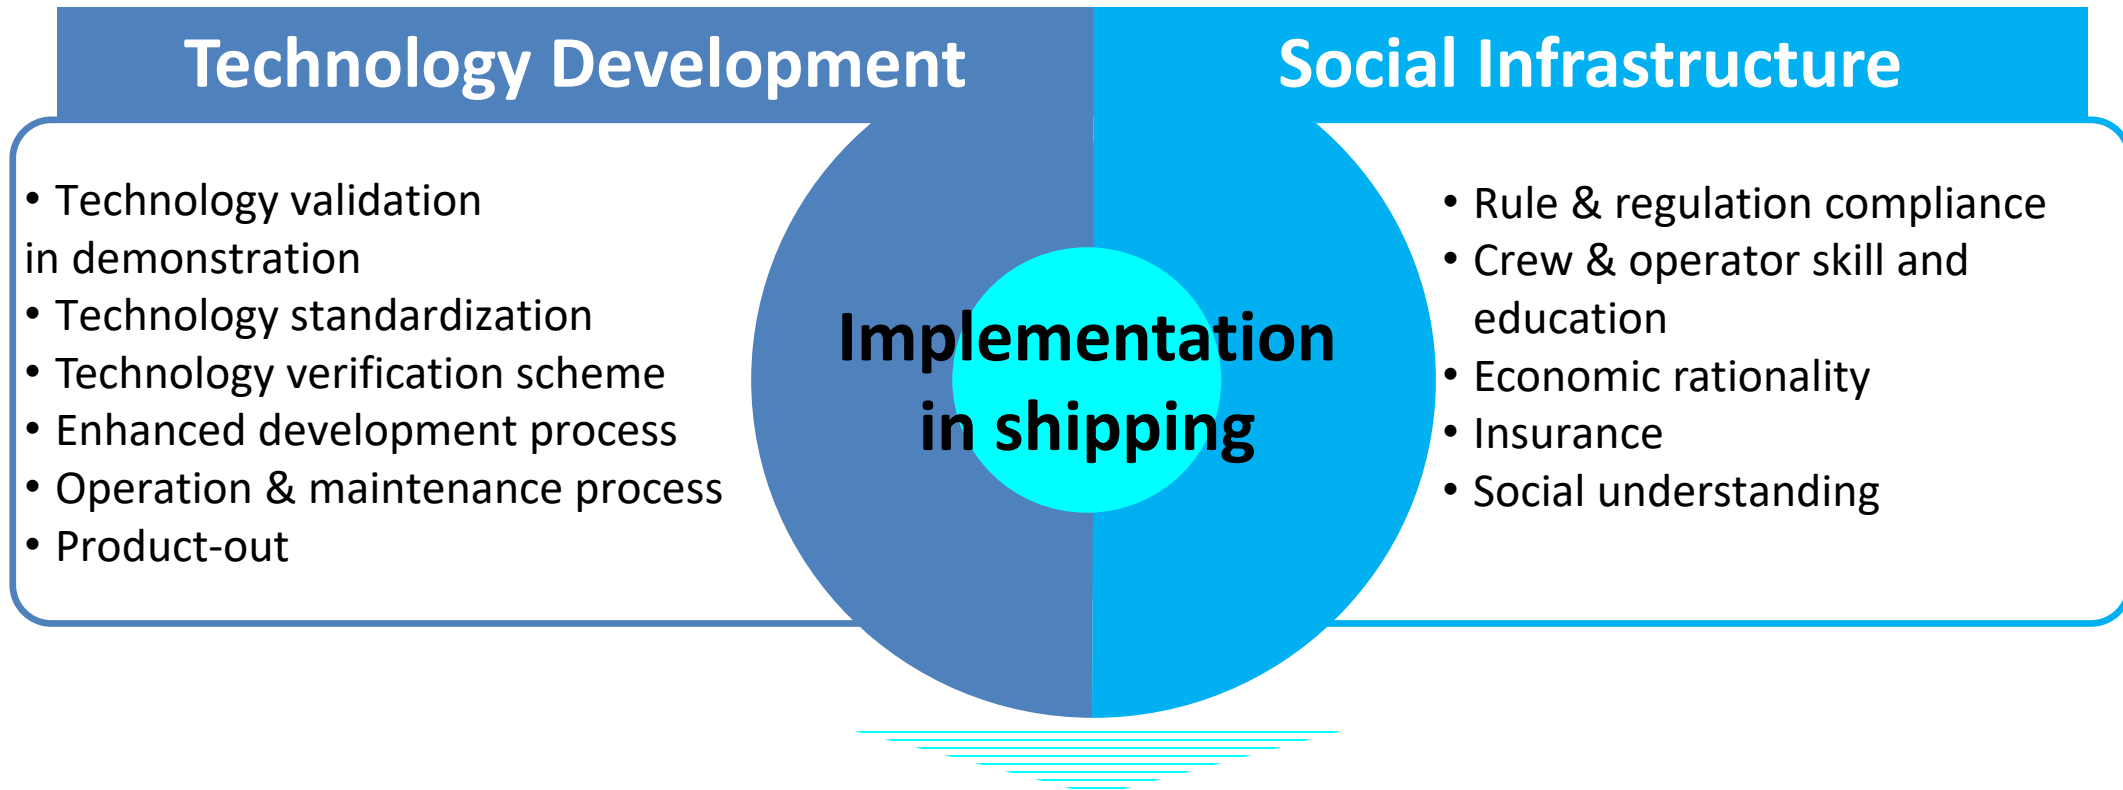 Technology Development
Social Infrastructure
• Technology validation
in demonstration
• Technology standardization
• Technology verification scheme
• Enhanced development process
• Operation & maintenance process
• Product-out
Implementation
in shipping
• Rule & regulation compliance
• Crew & operator skill and
education
• Economic rationality
• Insurance
• Social understanding